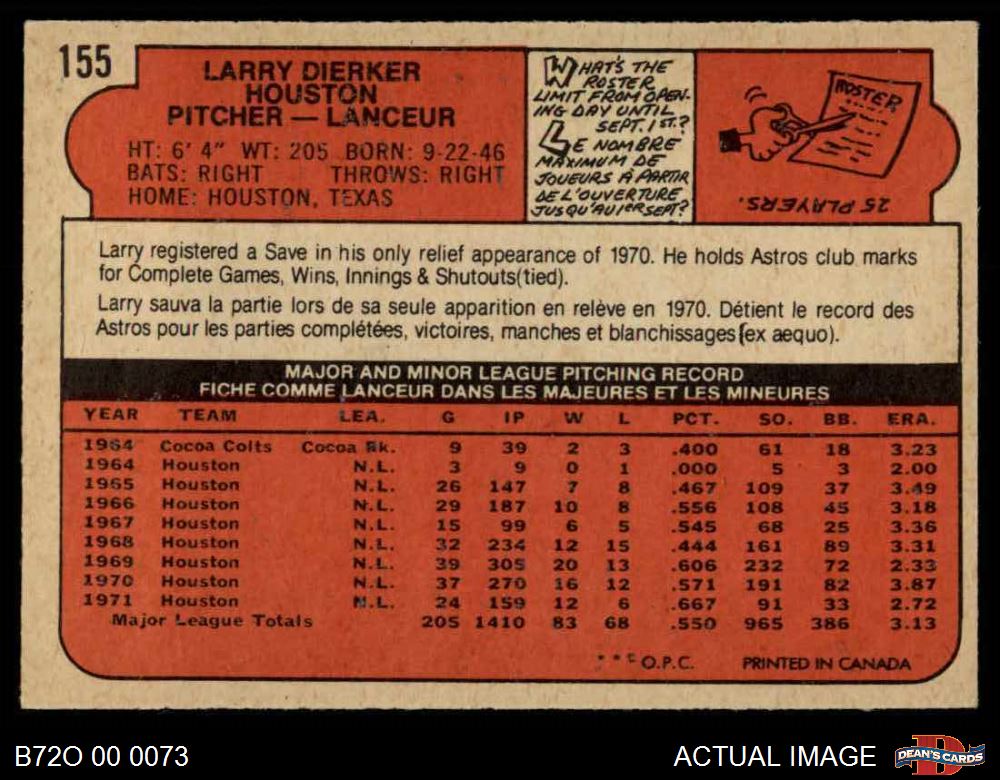 155
LARRY DIERKER
HOUSTON
PITCHER — LANCEUR
HT: 6' 4" WT: 205 BORN: 9-22-46
BATS: RIGHT THROWS: RIGHT
HOME: HOUSTON, TEXAS
WHAT'S THE
ROSTER
LIMIT FROM OPEN-
ING DAY UNTIL
SEPT. 1ST.?
LE NOMBRE
MAXIMUM DE
JOUEURS À PARTIR
DE L'OUVERTURE
JUSQU'AU 1ER SEPT?
ROSTER
25 PLAYERS.
Larry registered a Save in his only relief appearance of 1970. He holds Astros club marks
for Complete Games, Wins, Innings & Shutouts(tied).
Larry sauva la partie lors de sa seule apparition en relève en 1970. Détient le record des
Astros pour les parties complétées, victoires, manches et blanchissages(ex aequo).
MAJOR AND MINOR LEAGUE PITCHING RECORD
FICHE COMME LANCEUR DANS LES MAJEURES ET LES MINEURES
YEAR TEAM LEA. G IP W L PCT. SO. BB. ERA.
1964 Cocoa Colts Cocoa Rk. 9 39 2 3 .400 61 18 3.23
1964 Houston N.L. 3 9 0 1 .000 5 3 2.00
1965 Houston N.L. 26 147 7 8 .467 109 37 3.49
1966 Houston N.L. 29 187 10 8 .556 108 45 3.18
1967 Houston N.L. 15 99 6 5 .545 68 25 3.36
1968 Houston N.L. 32 234 12 15 .444 161 89 3.31
1969 Houston N.L. 39 305 20 13 .606 232 72 2.33
1970 Houston N.L. 37 270 16 12 .571 191 82 3.87
1971 Houston N.L. 24 159 12 6 .667 91 33 2.72
Major League Totals 205 1410 83 68 .550 965 386 3.13
* * * O.P.C. PRINTED IN CANADA
B72O 00 0073
ACTUAL IMAGE
D
DEAN'S CARDS